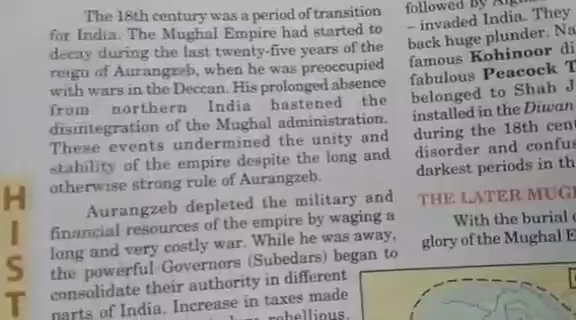 The 18th century was a period of transition
for India. The Mughal Empire had started to
decay during the last twenty-five years of the
reign of Aurangzeb, when he was preoccupied
with wars in the Deccan. His prolonged absence
from northern India hastened the
disintegration of the Mughal administration.
These events undermined the unity and
stability of the empire despite the long and
otherwise strong rule of Aurangzeb.
Aurangzeb depleted the military and
financial resources of the empire by waging a
long and very costly war. While he was away,
the powerful Governors (Subedars) began to
consolidate their authority in different
parts of India. Increase in taxes made
rebellious,
followed by
– invaded India. They
back huge plunder. Na
famous Kohinoor di
fabulous Peacock T
belonged to Shah J
installed in the Diwan
during the 18th cent
disorder and confus
darkest periods in th
THE LATER MUGH
With the burial o
glory of the Mughal E
H
I
S
T